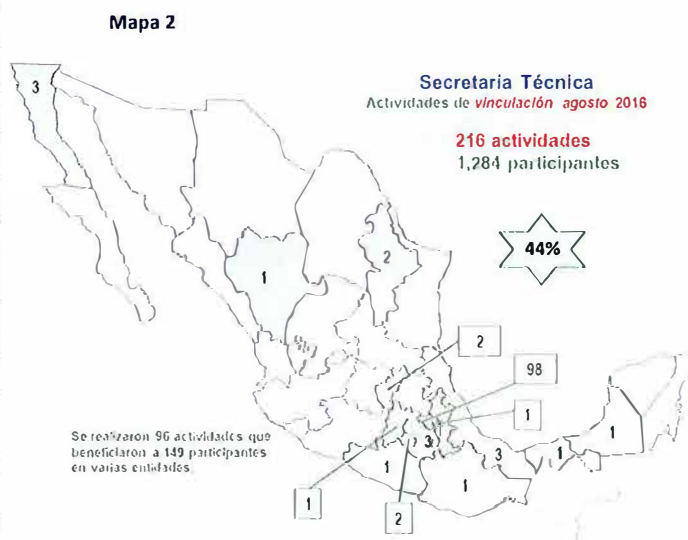 Mapa 2
Secretaria Técnica
Actividades de vinculación agosto 2016
216 actividades
1,284 participantes
3
44%
2
1
2
98
1
1
3
3
1
1
1
Se realizaron 96 actividades que
beneficiaron a 149 participantes
en varias entidades
1
2